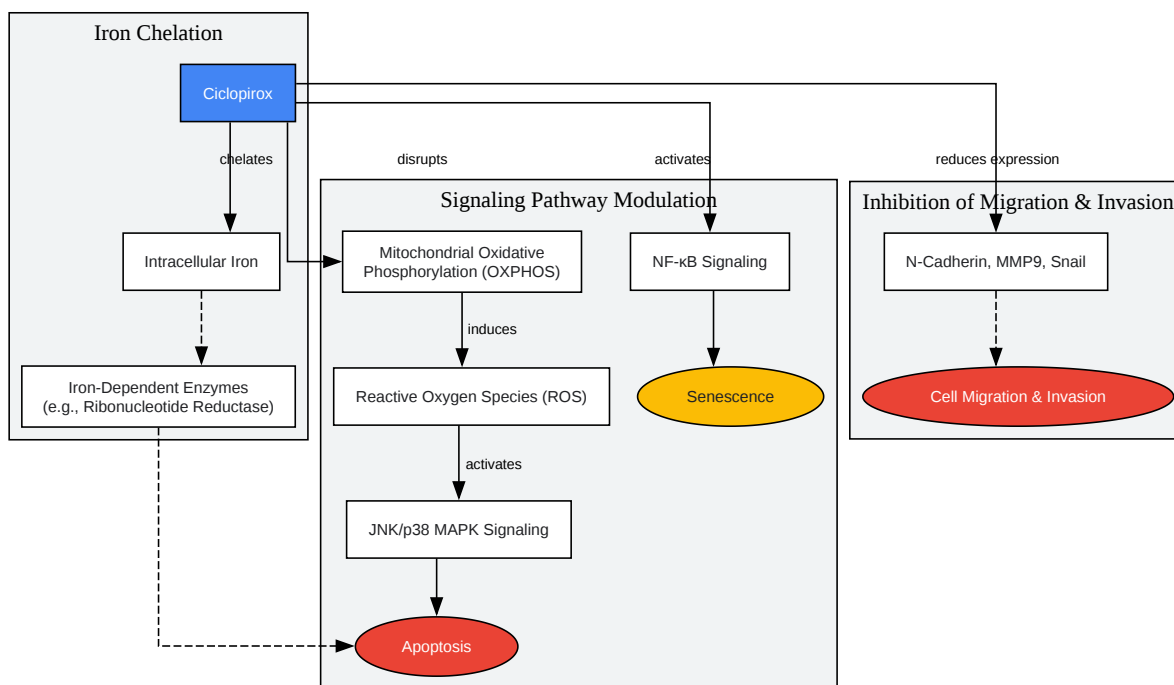 Iron Chelation
Ciclopirox
chelates
disrupts
activates
reduces expression
Signaling Pathway Modulation
Inhibition of Migration & Invasion
Intracellular Iron
Mitochondrial Oxidative
Phosphorylation (OXPHOS)
NF-κB Signaling
N-Cadherin, MMP9, Snail
induces
Iron-Dependent Enzymes
(e.g., Ribonucleotide Reductase)
Reactive Oxygen Species (ROS)
Senescence
Cell Migration & Invasion
activates
JNK/p38 MAPK Signaling
Apoptosis